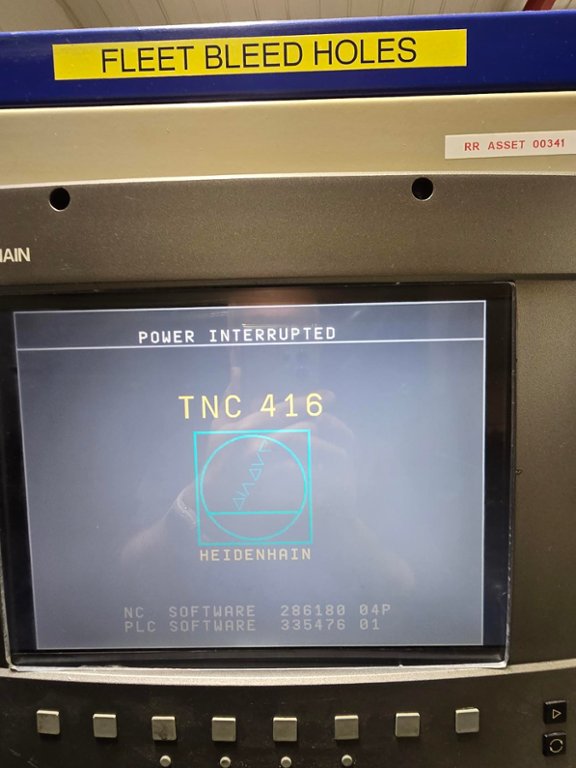 FLEET BLEED HOLES
RR ASSET 00341
POWER INTERRUPTED
TNC 416
HEIDENHAIN
NC SOFTWARE 286180 04P
PLC SOFTWARE 335476 01